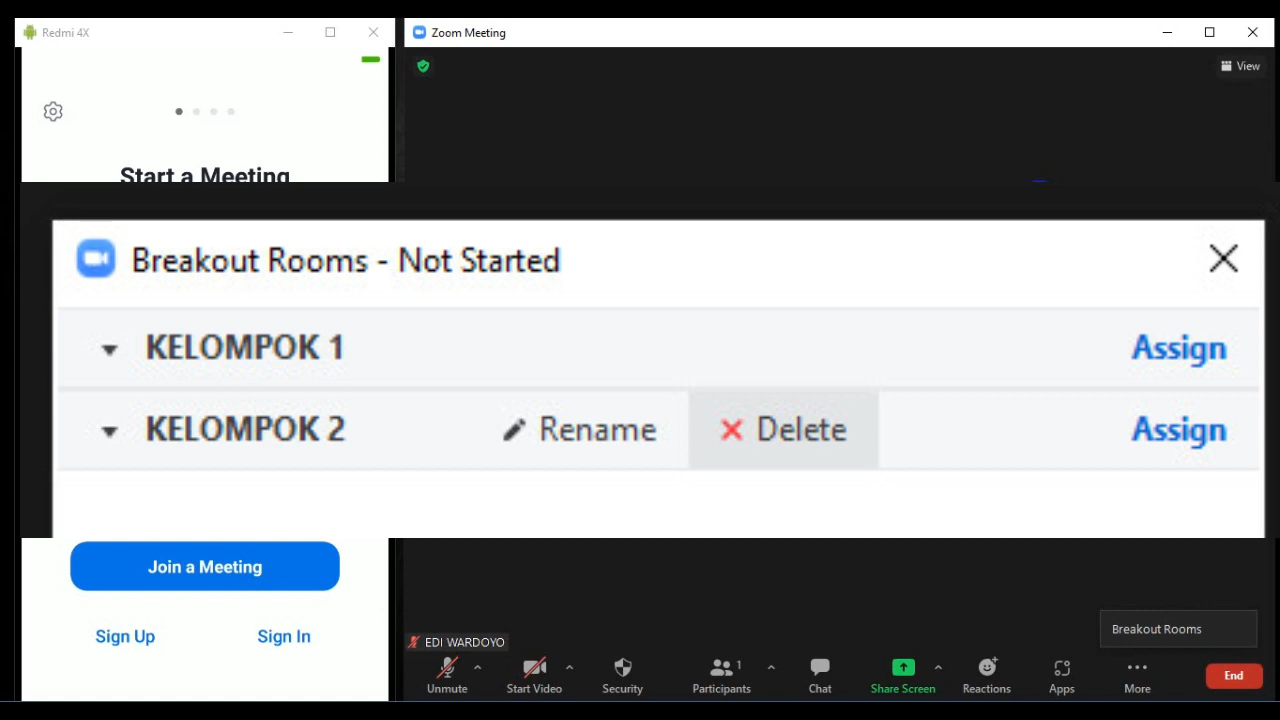 Redmi 4X
Zoom Meeting
View
Start a Meeting
Breakout Rooms - Not Started
KELOMPOK 1 Assign
KELOMPOK 2 Rename Delete Assign
Join a Meeting
Sign Up Sign In
Breakout Rooms
EDI WARDOYO
1
Unmute Start Video Security Participants Chat Share Screen Reactions Apps More End